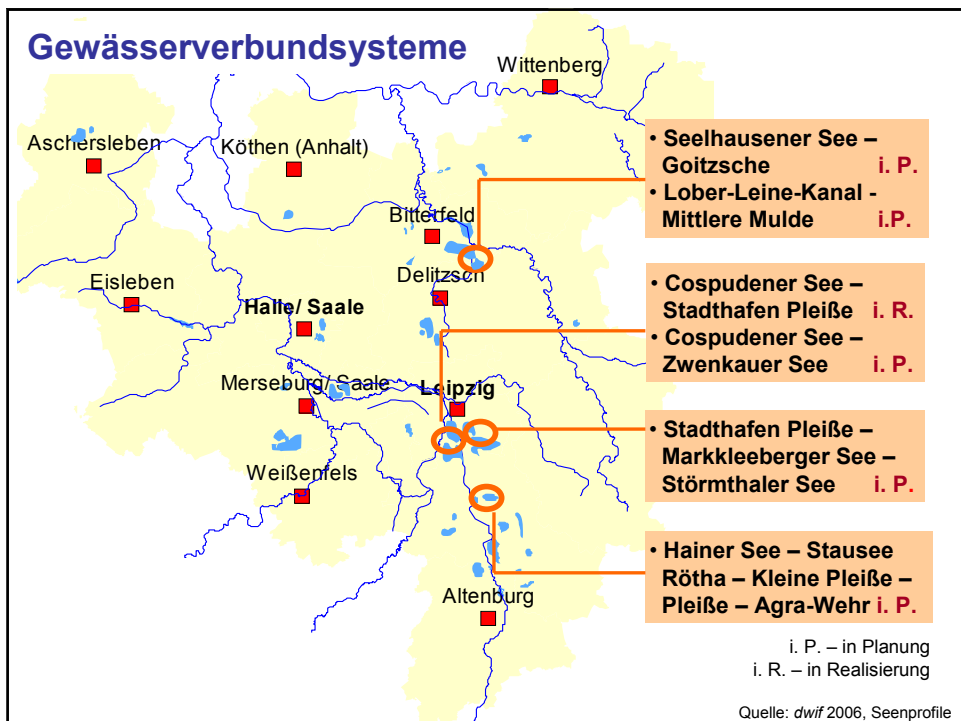 Gewässerverbundsysteme
Wittenberg
Aschersleben
Köthen (Anhalt)
• Seelhausener See –
Goitzsche i. P.
• Lober-Leine-Kanal -
Mittlere Mulde i.P.
Bitterfeld
Delitzsch
Eisleben
Halle/ Saale
• Cospudener See –
Stadthafen Pleiße i. R.
• Cospudener See –
Zwenkauer See i. P.
Merseburg/ Saale
Leipzig
• Stadthafen Pleiße –
Markkleeberger See –
Störmthaler See i. P.
Weißenfels
• Hainer See – Stausee
Rötha – Kleine Pleiße –
Pleiße – Agra-Wehr i. P.
Altenburg
i. P. – in Planung
i. R. – in Realisierung
Quelle: dwif 2006, Seenprofile